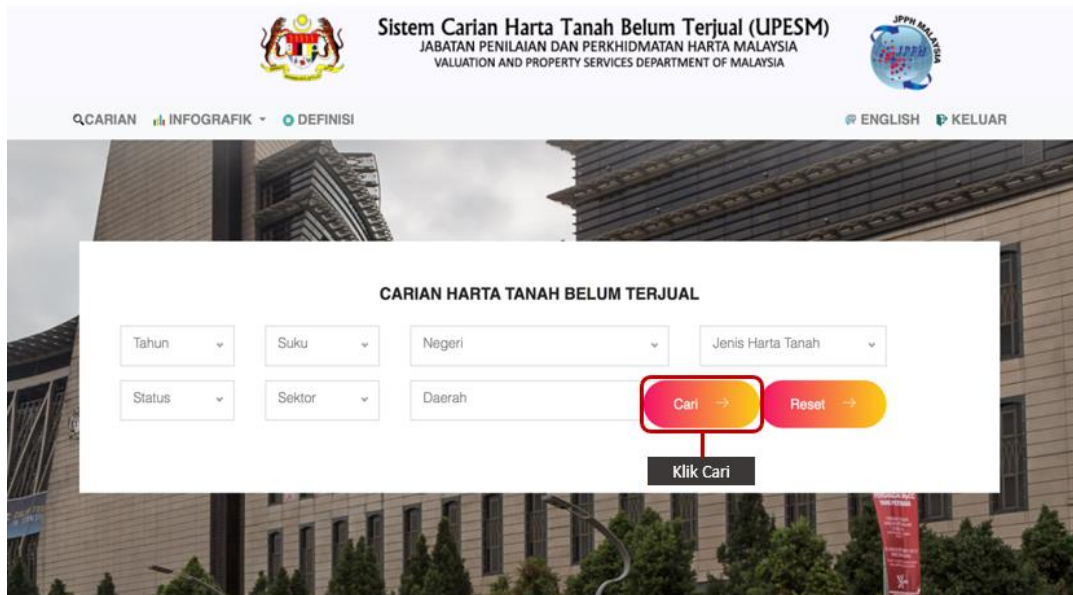 Sistem Carian Harta Tanah Belum Terjual (UPESM)
JABATAN PENILAIAN DAN PERKHIDMATAN HARTA MALAYSIA
VALUATION AND PROPERTY SERVICES DEPARTMENT OF MALAYSIA
JPPH MALAYSIA
JPPH
CARIAN INFOGRAFIK DEFINISI ENGLISH KELUAR
CARIAN HARTA TANAH BELUM TERJUAL
Tahun Suku Negeri Jenis Harta Tanah
Status Sektor Daerah Cari → Reset →
Klik Cari